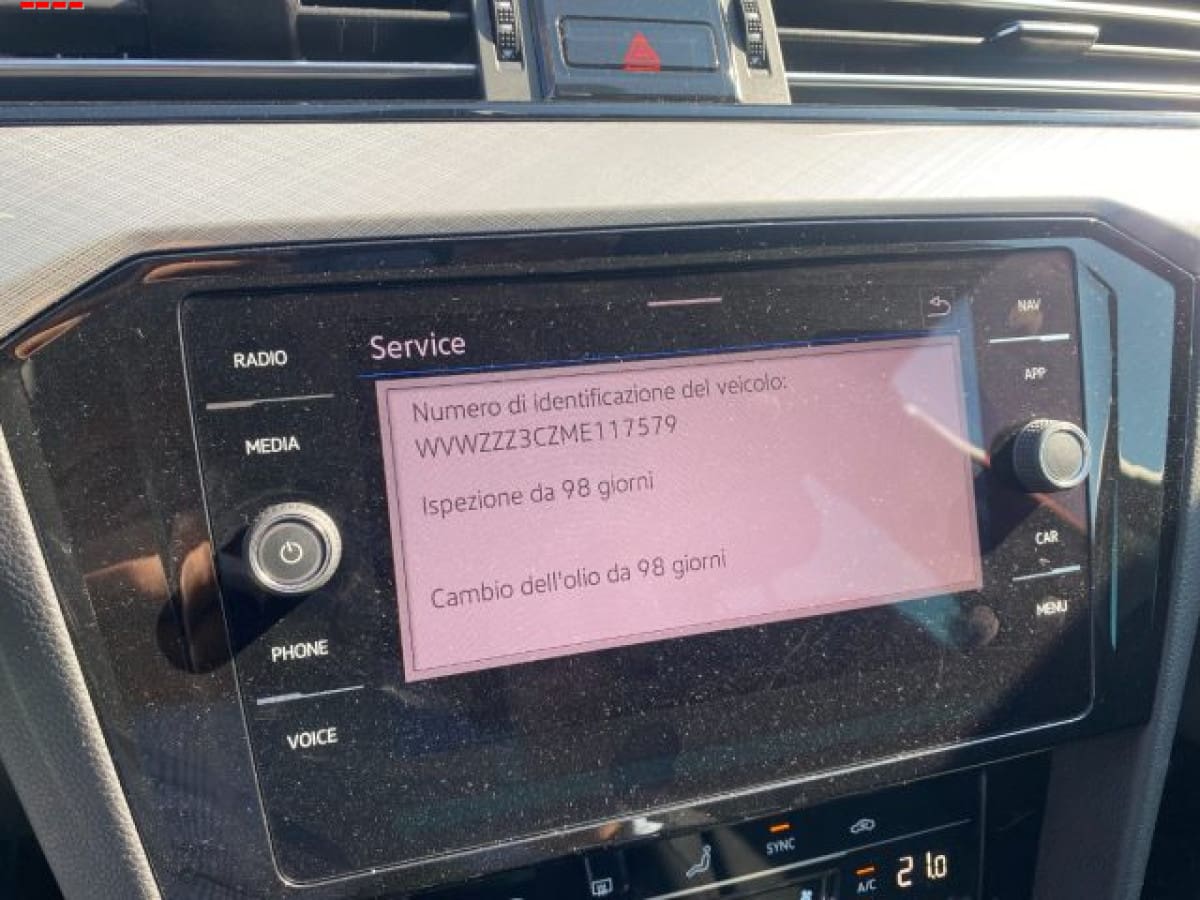 Service
Numero di identificazione del veicolo:
WVWZZZ3CZME117579
Ispezione da 98 giorni
Cambio dell'olio da 98 giorni
RADIO
MEDIA
PHONE
VOICE
NAV
APP
CAR
MENU
SYNC
A/C
21.0